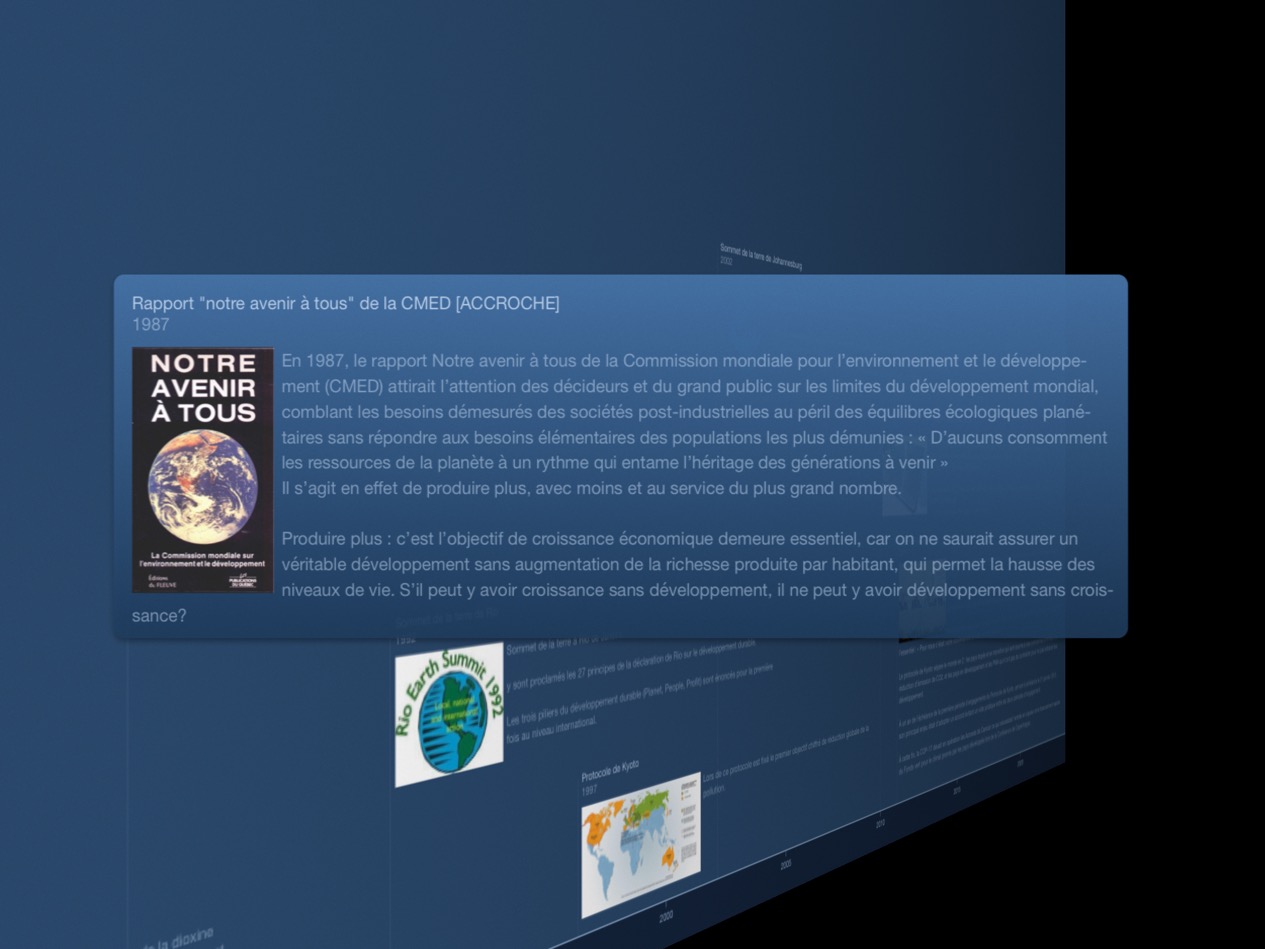 Sommet de la terre de Johannesburg
2002
Rapport "notre avenir à tous" de la CMED [ACCROCHE]
1987
NOTRE
AVENIR
À TOUS
La Commission mondiale sur
l'environnement et le développement
Éditions
du FLEUVE
PUBLICATIONS
DU QUÉBEC
En 1987, le rapport Notre avenir à tous de la Commission mondiale pour l'environnement et le développe-
ment (CMED) attirait l'attention des décideurs et du grand public sur les limites du développement mondial,
comblant les besoins démesurés des sociétés post-industrielles au péril des équilibres écologiques plané-
taires sans répondre aux besoins élémentaires des populations les plus démunies : « D'aucuns consomment
les ressources de la planète à un rythme qui entame l'héritage des générations à venir »
Il s'agit en effet de produire plus, avec moins et au service du plus grand nombre.
Produire plus : c'est l'objectif de croissance économique demeure essentiel, car on ne saurait assurer un
véritable développement sans augmentation de la richesse produite par habitant, qui permet la hausse des
niveaux de vie. S'il peut y avoir croissance sans développement, il ne peut y avoir développement sans crois-
sance?
Sommet de la terre de Rio
1992
Rio Earth Summit 1992
Local, national
and international
Sommet de la terre à Rio de
y sont proclamés les 27 principes de la déclaration de Rio sur le développement durable.
Les trois piliers du développement durable (Planet, People, Profit) sont énoncés pour la première
fois au niveau international.
Protocole de Kyoto
1997
Lors de ce protocole est fixé le premier objectif chiffré de réduction globale de la
pollution.
de la dioxine
2000
2005
2010
2015